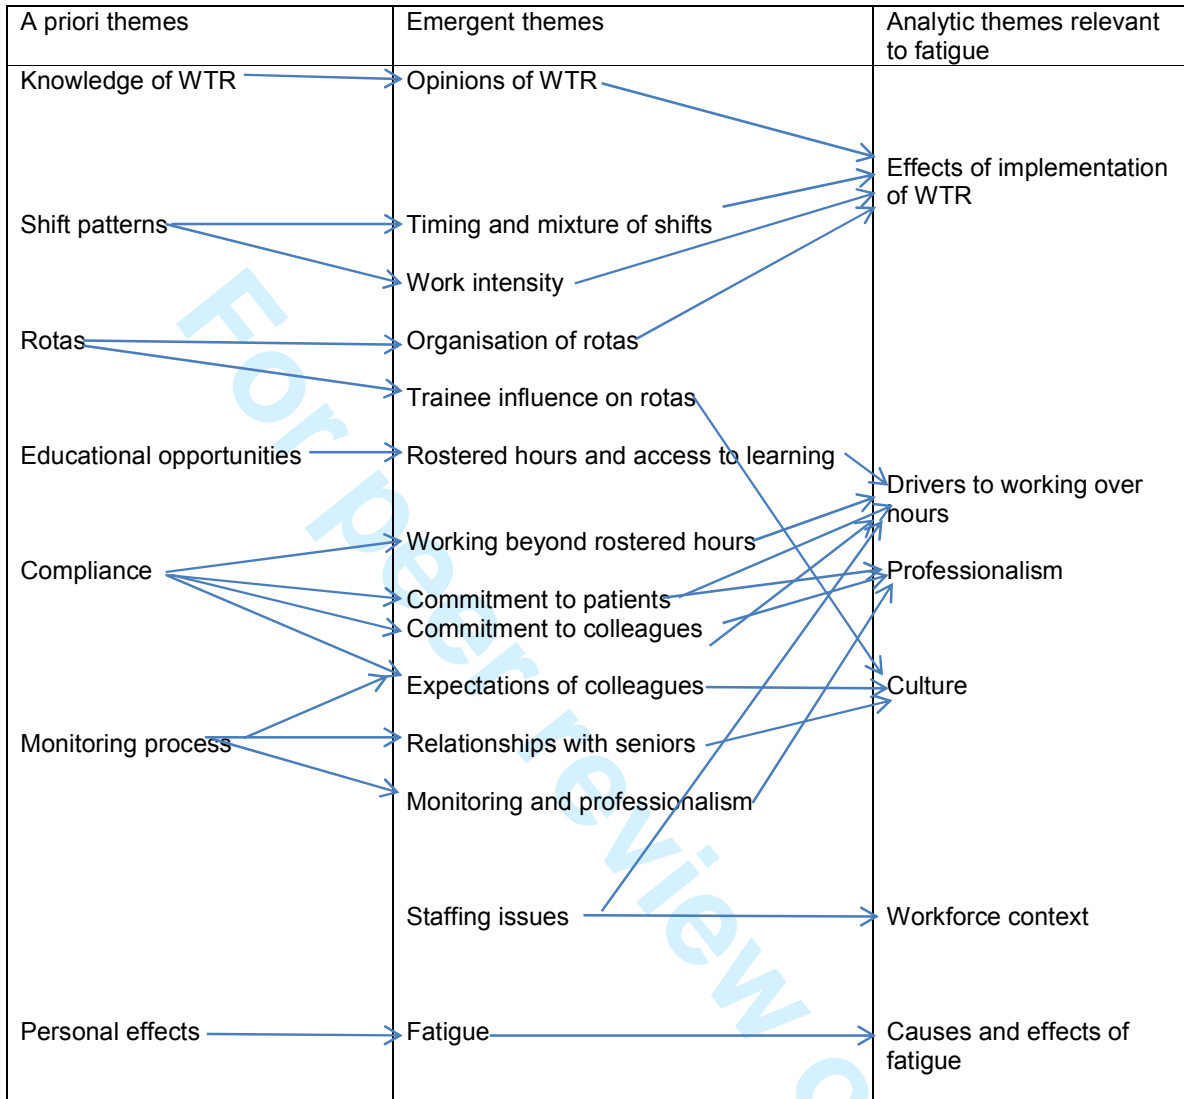 A priori themes
Emergent themes
Analytic themes relevant
to fatigue
Knowledge of WTR
Opinions of WTR
Effects of implementation
of WTR
Shift patterns
Timing and mixture of shifts
Work intensity
Rotas
Organisation of rotas
Trainee influence on rotas
Educational opportunities
Rostered hours and access to learning
Drivers to working over
hours
Working beyond rostered hours
Compliance
Professionalism
Commitment to patients
Commitment to colleagues
Expectations of colleagues
Culture
Monitoring process
Relationships with seniors
Monitoring and professionalism
Staffing issues
Workforce context
Personal effects
Fatigue
Causes and effects of
fatigue
For peer review